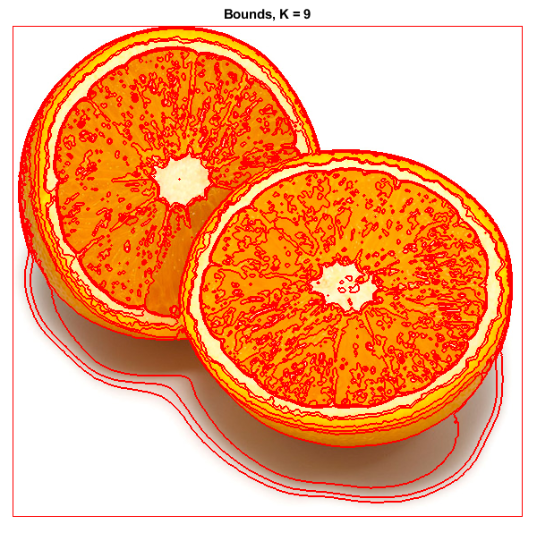 Bounds, K = 9